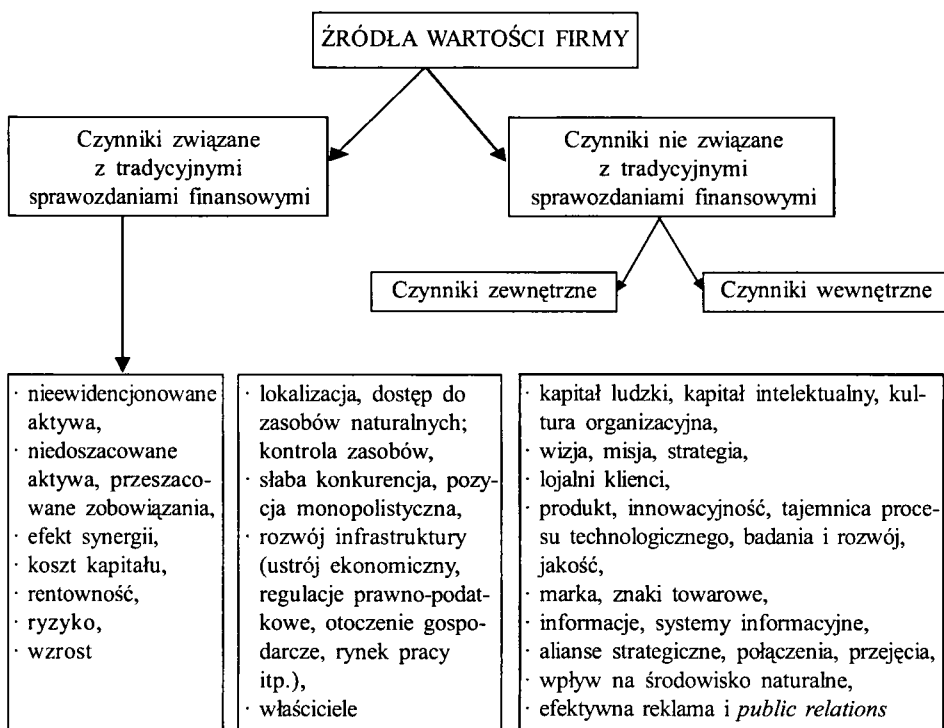 ŹRÓDŁA WARTOŚCI FIRMY
Czynniki związane
z tradycyjnymi
sprawozdaniami finansowymi
Czynniki nie związane
z tradycyjnymi
sprawozdaniami finansowymi
Czynniki zewnętrzne
Czynniki wewnętrzne
· nieewidencjonowane
aktywa,
· niedoszacowane
aktywa, przeszaco-
wane zobowiązania,
· efekt synergii,
· koszt kapitału,
· rentowność,
· ryzyko,
· wzrost
· lokalizacja, dostęp do
zasobów naturalnych;
kontrola zasobów,
· słaba konkurencja, pozy-
cja monopolistyczna,
· rozwój infrastruktury
(ustrój ekonomiczny,
regulacje prawno-podat-
kowe, otoczenie gospo-
darcze, rynek pracy
itp.),
· właściciele
· kapitał ludzki, kapitał intelektualny, kul-
tura organizacyjna,
· wizja, misja, strategia,
· lojalni klienci,
· produkt, innowacyjność, tajemnica proce-
su technologicznego, badania i rozwój,
jakość,
· marka, znaki towarowe,
· informacje, systemy informacyjne,
· alianse strategiczne, połączenia, przejęcia,
· wpływ na środowisko naturalne,
· efektywna reklama i public relations